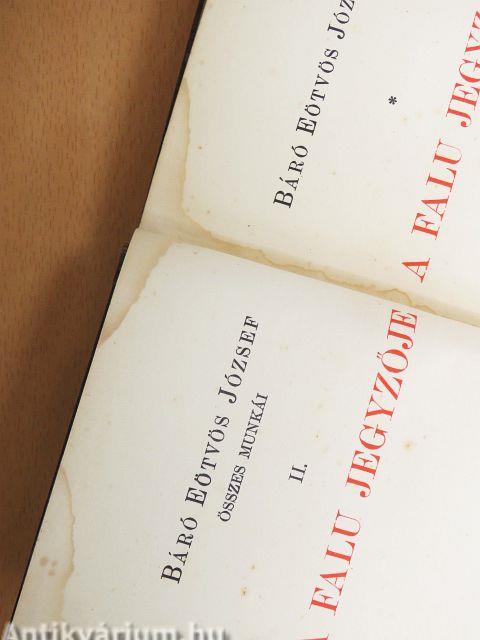 BÁRÓ EÖTVÖS JÓZ
*
A FALU JEGYZ
BÁRÓ EÖTVÖS JÓZSEF
ÖSSZES MUNKÁI
II.
A FALU JEGYZŐJE
Antikvárium.hu